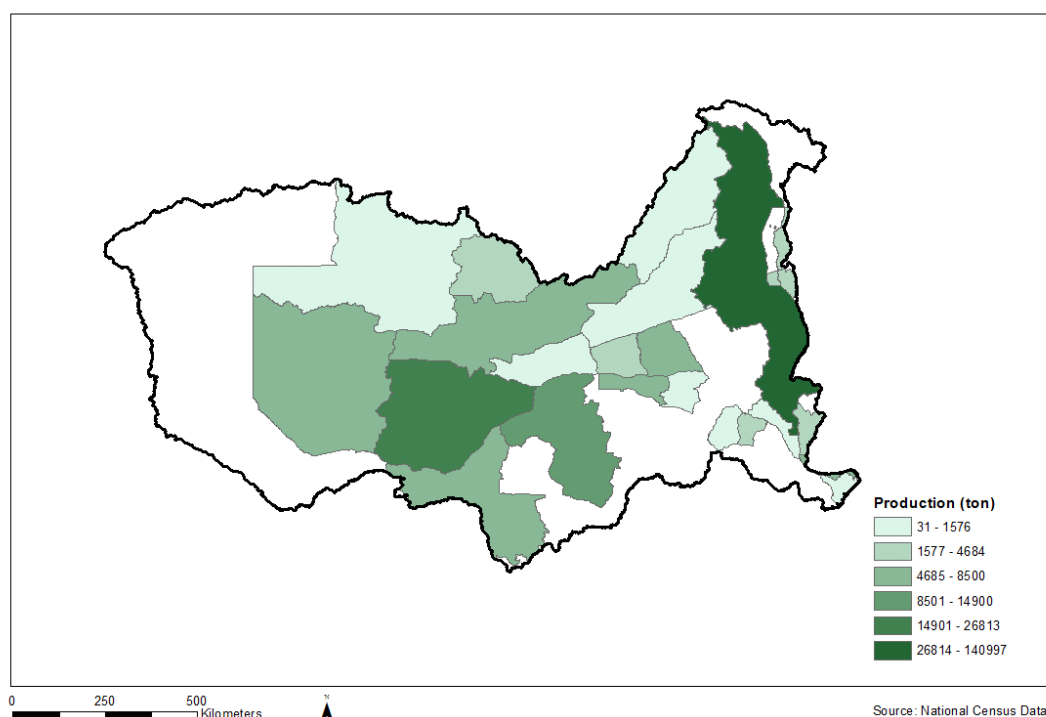 Production (ton)
31 - 1576
1577 - 4684
4685 - 8500
8501 - 14900
14901 - 26813
26814 - 140997
0 250 500
Kilometers
N
Source: National Census Data